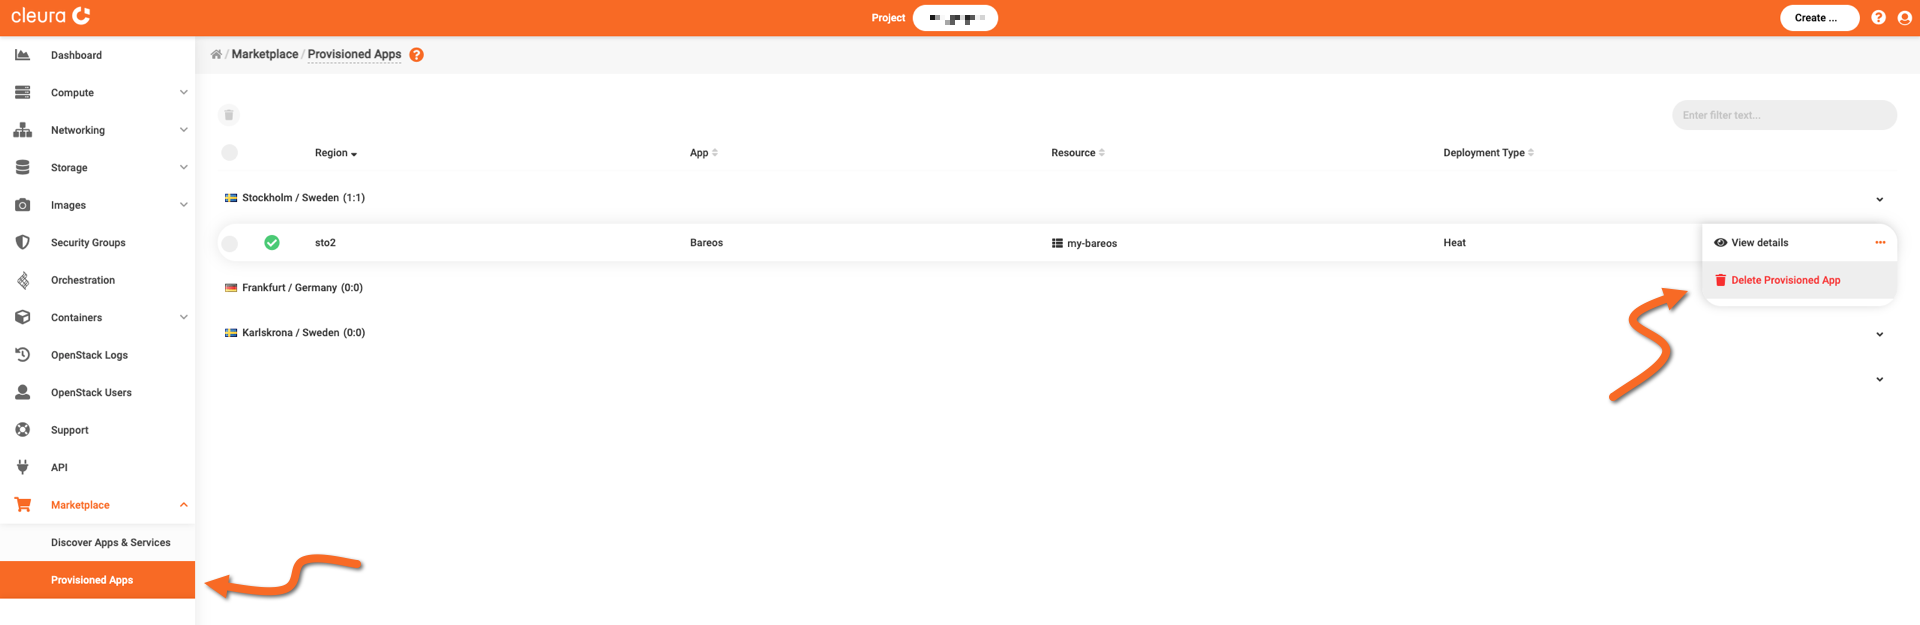 cleura
Project
Create ...
Dashboard
Compute
Networking
Storage
Images
Security Groups
Orchestration
Containers
OpenStack Logs
OpenStack Users
Support
API
Marketplace
Discover Apps & Services
Provisioned Apps
/ Marketplace / Provisioned Apps
Enter filter text...
Region App Resource Deployment Type
Stockholm / Sweden (1:1)
sto2 Bareos my-bareos Heat View details
Delete Provisioned App
Frankfurt / Germany (0:0)
Karlskrona / Sweden (0:0)